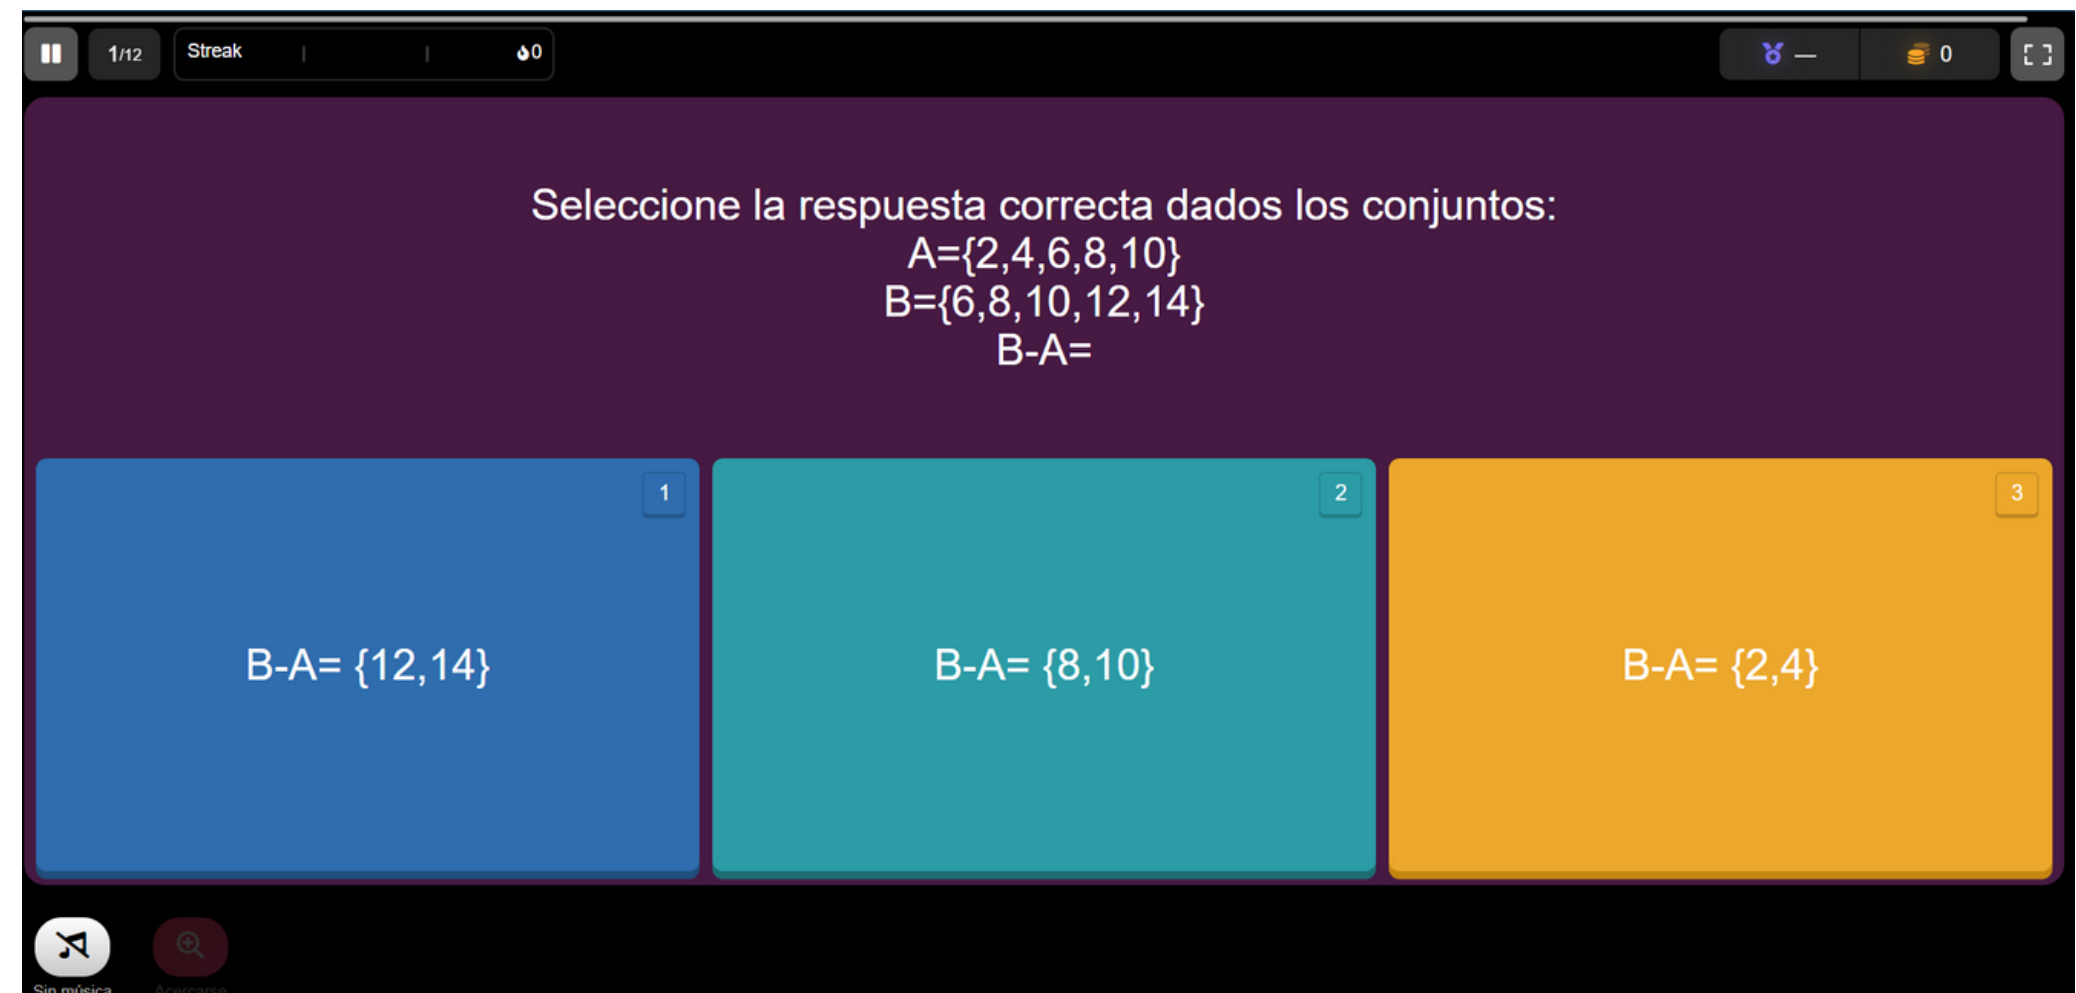 1/12
Streak
0
—
0
Seleccione la respuesta correcta dados los conjuntos:
A={2,4,6,8,10}
B={6,8,10,12,14}
B-A=
1
B-A= {12,14}
2
B-A= {8,10}
3
B-A= {2,4}
Sin música
Acercarse